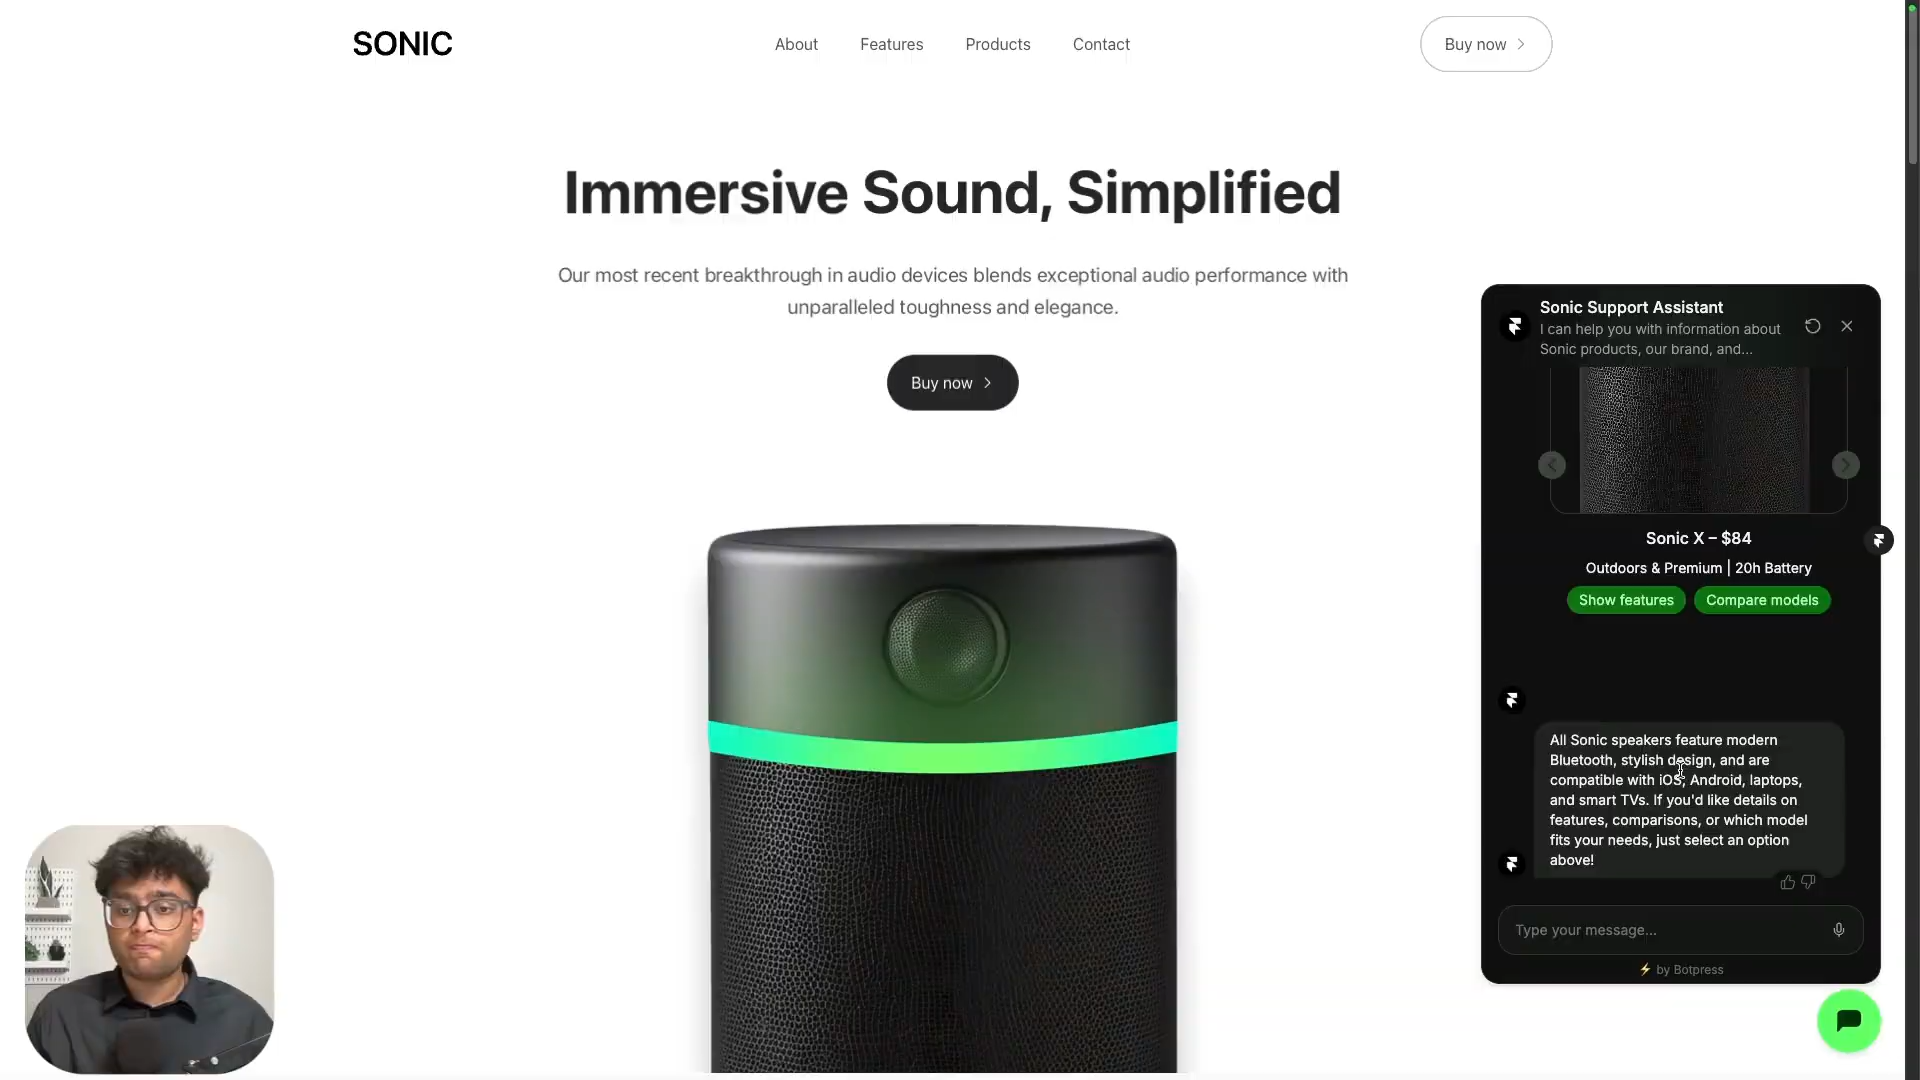 SONIC
About
Features
Products
Contact
Buy now
Immersive Sound, Simplified
Our most recent breakthrough in audio devices blends exceptional audio performance with
unparalleled toughness and elegance.
Buy now
Sonic Support Assistant
I can help you with information about
Sonic products, our brand, and...
Sonic X – $84
Outdoors & Premium | 20h Battery
Show features
Compare models
All Sonic speakers feature modern
Bluetooth, stylish design, and are
compatible with iOS, Android, laptops,
and smart TVs. If you'd like details on
features, comparisons, or which model
fits your needs, just select an option
above!
Type your message...
⚡ by Botpress